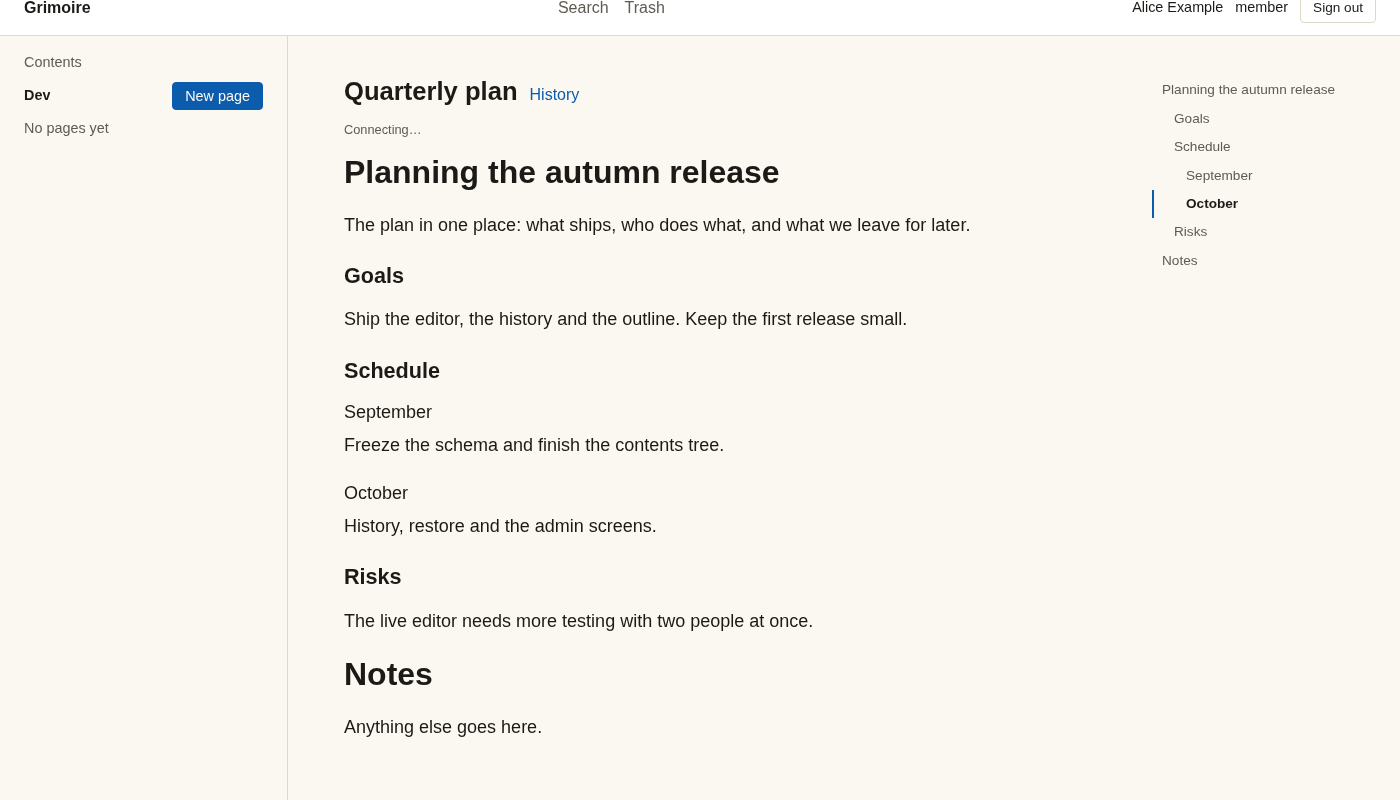 Grimoire
Search Trash
Alice Example member Sign out
Contents
Dev New page
No pages yet
Quarterly plan History
Connecting…
Planning the autumn release
The plan in one place: what ships, who does what, and what we leave for later.
Goals
Ship the editor, the history and the outline. Keep the first release small.
Schedule
September
Freeze the schema and finish the contents tree.
October
History, restore and the admin screens.
Risks
The live editor needs more testing with two people at once.
Notes
Anything else goes here.
Planning the autumn release
Goals
Schedule
September
October
Risks
Notes